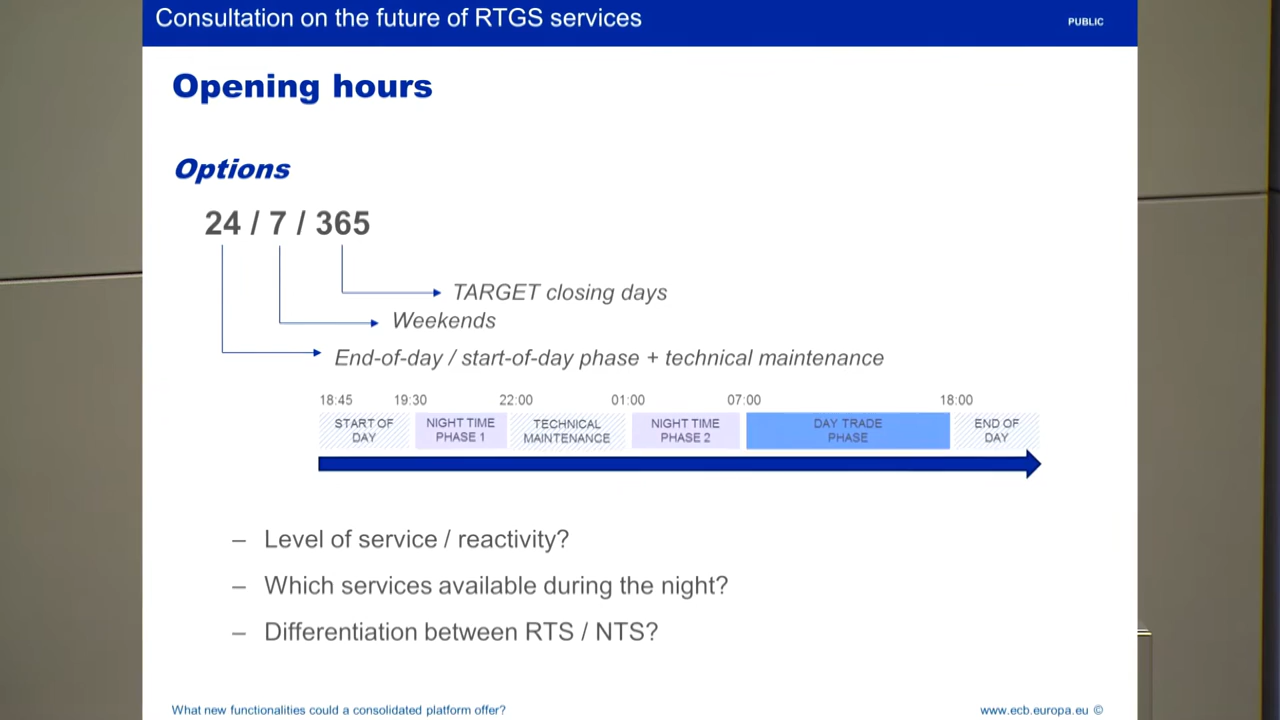 Consultation on the future of RTGS services
PUBLIC
Opening hours
Options
24 / 7 / 365
TARGET closing days
Weekends
End-of-day / start-of-day phase + technical maintenance
18:45 19:30 22:00 01:00 07:00 18:00
START OF DAY
NIGHT TIME PHASE 1
TECHNICAL MAINTENANCE
NIGHT TIME PHASE 2
DAY TRADE PHASE
END OF DAY
– Level of service / reactivity?
– Which services available during the night?
– Differentiation between RTS / NTS?
What new functionalities could a consolidated platform offer?
www.ecb.europa.eu ©